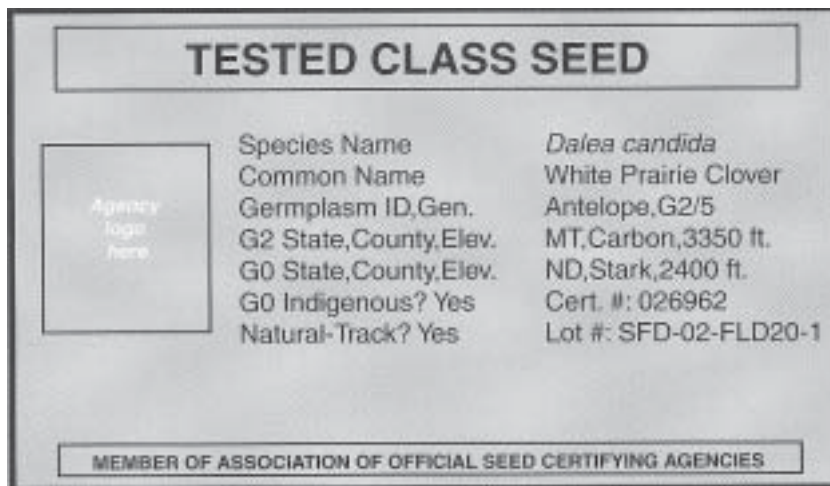 TESTED CLASS SEED
Agency
logo
here
Species Name Dalea candida
Common Name White Prairie Clover
Germplasm ID,Gen. Antelope,G2/5
G2 State,County,Elev. MT,Carbon,3350 ft.
G0 State,County,Elev. ND,Stark,2400 ft.
G0 Indigenous? Yes Cert. #: 026962
Natural-Track? Yes Lot #: SFD-02-FLD20-1
MEMBER OF ASSOCIATION OF OFFICIAL SEED CERTIFYING AGENCIES